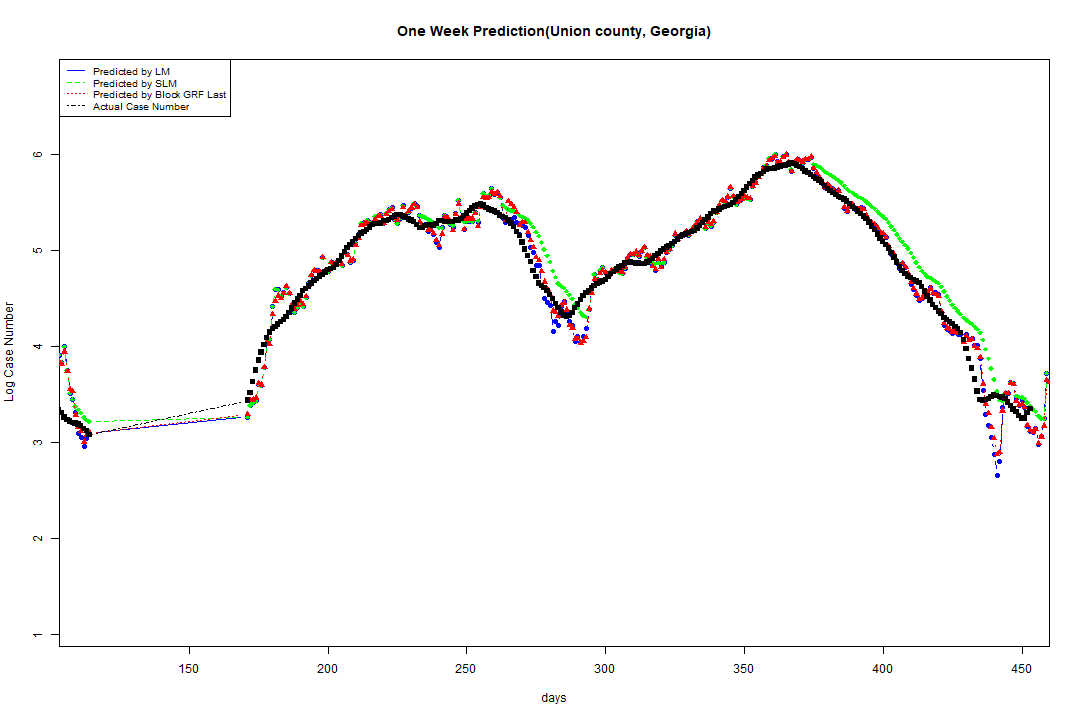 One Week Prediction(Union county, Georgia)
Predicted by LM
Predicted by SLM
Predicted by Block GRF Last
Actual Case Number
6
5
4
3
2
1
Log Case Number
150 200 250 300 350 400 450
days